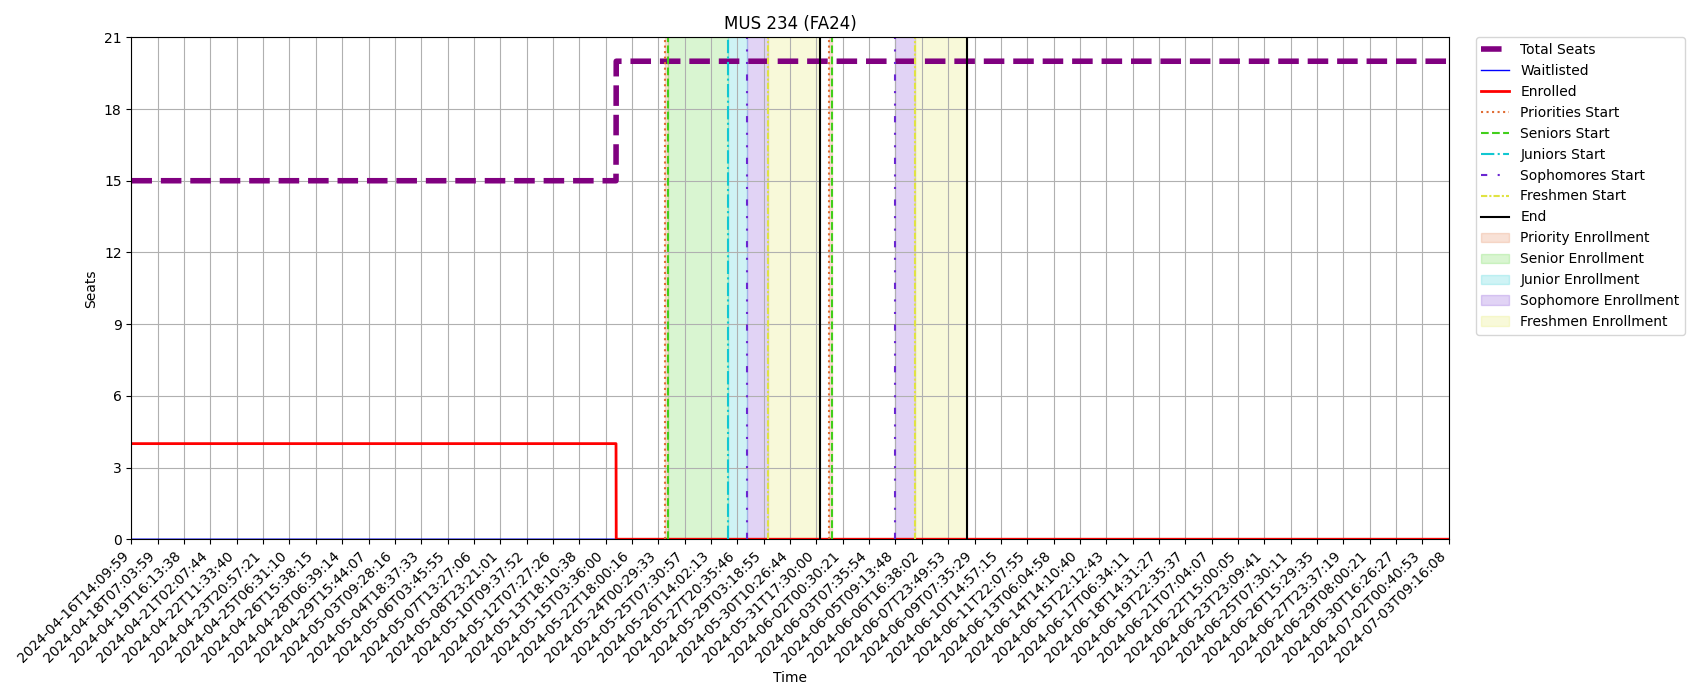 MUS 234 (FA24)
21
18
15
12
9
6
3
0
Seats
2024-04-16T14:09:59
2024-04-18T07:03:59
2024-04-19T16:13:38
2024-04-21T02:07:44
2024-04-22T11:33:40
2024-04-23T20:57:21
2024-04-25T06:31:10
2024-04-26T15:38:15
2024-04-28T06:39:14
2024-04-29T15:44:07
2024-05-03T09:28:16
2024-05-04T18:37:33
2024-05-06T03:45:55
2024-05-07T13:27:06
2024-05-08T23:21:01
2024-05-10T09:37:52
2024-05-12T07:27:26
2024-05-13T18:10:38
2024-05-15T03:36:00
2024-05-22T18:00:16
2024-05-24T00:29:33
2024-05-25T07:30:57
2024-05-26T14:02:13
2024-05-27T20:35:46
2024-05-29T03:18:55
2024-05-30T10:26:44
2024-05-31T17:30:00
2024-06-02T00:30:21
2024-06-03T07:35:54
2024-06-05T09:13:48
2024-06-06T16:38:02
2024-06-07T23:49:53
2024-06-09T07:35:29
2024-06-10T14:57:15
2024-06-11T22:07:55
2024-06-13T06:04:58
2024-06-14T14:10:40
2024-06-15T22:12:43
2024-06-17T06:34:11
2024-06-18T14:31:27
2024-06-19T22:35:37
2024-06-21T07:04:07
2024-06-22T15:00:05
2024-06-23T23:09:41
2024-06-25T07:30:11
2024-06-26T15:29:35
2024-06-27T23:37:19
2024-06-29T08:00:21
2024-06-30T16:26:27
2024-07-02T00:40:53
2024-07-03T09:16:08
Time
Total Seats
Waitlisted
Enrolled
Priorities Start
Seniors Start
Juniors Start
Sophomores Start
Freshmen Start
End
Priority Enrollment
Senior Enrollment
Junior Enrollment
Sophomore Enrollment
Freshmen Enrollment